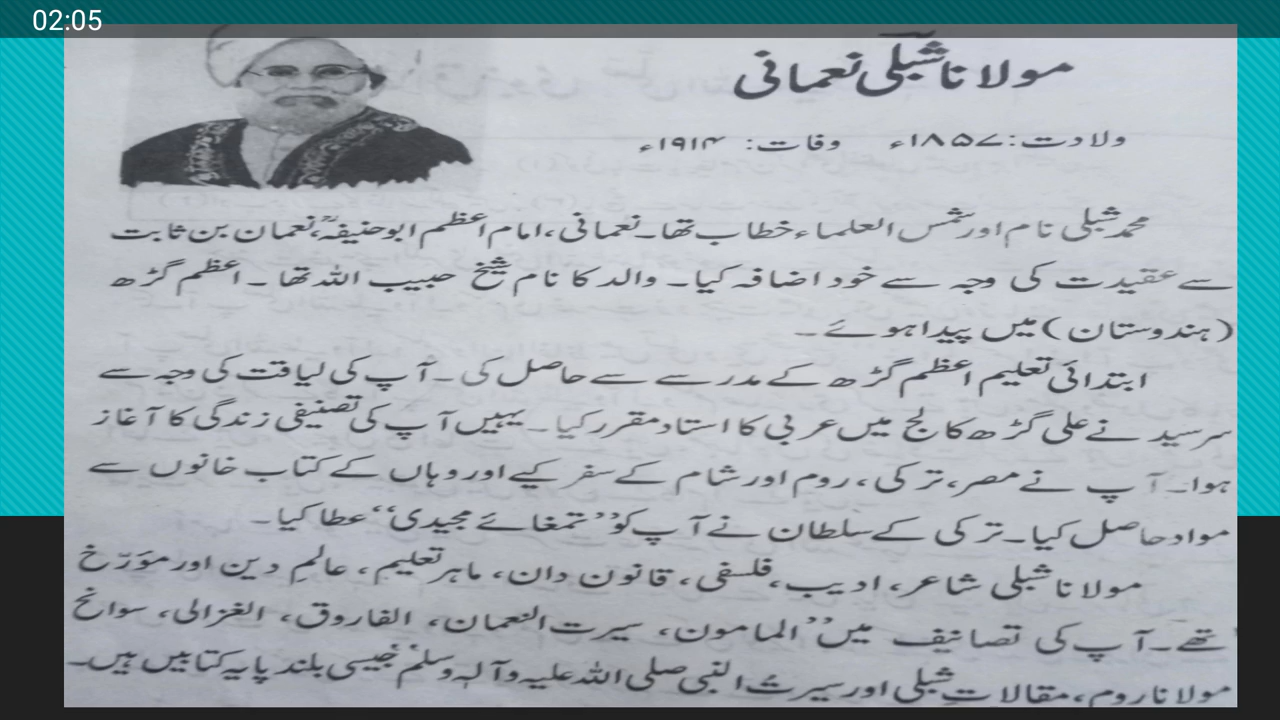 02:05
مولانا شبلی نعمانی
ولادت: ۱۸۵۷ء وفات: ۱۹۱۴ء
محمد شبلی نام اور شمس العلماء خطاب تھا۔ نعمانی، امام اعظم ابو حنیفہؒ، نعمان بن ثابت
سے عقیدت کی وجہ سے خود اضافہ کیا۔ والد کا نام شیخ حبیب اللہ تھا ۔ اعظم گڑھ
(ہندوستان) میں پیدا ہوئے ۔
ابتدائی تعلیم اعظم گڑھ کے مدرسے سے حاصل کی ۔ آپ کی لیاقت کی وجہ سے
سرسید نے علی گڑھ کالج میں عربی کا استاد مقرر کیا ۔ یہیں آپ کی تصنیفی زندگی کا آغاز
ہوا۔ آپ نے مصر، ترکی، روم اور شام کے سفر کیے اور وہاں کے کتاب خانوں سے
مواد حاصل کیا۔ ترکی کے سلطان نے آپ کو ’’تمغائے مجیدی‘‘ عطا کیا ۔
مولانا شبلی شاعر، ادیب، فلسفی، قانون دان، ماہر تعلیم، عالمِ دین اور مؤرّخ
تھے ۔ آپ کی تصانیف میں ’’المامون، سیرت النعمان، الفاروق، الغزالی، سوانح
مولانا روم، مقالاتِ شبلی اور سیرت النبی صلی اللہ علیہ وآلہ وسلم‘‘ جیسی بلند پایہ کتابیں ہیں۔